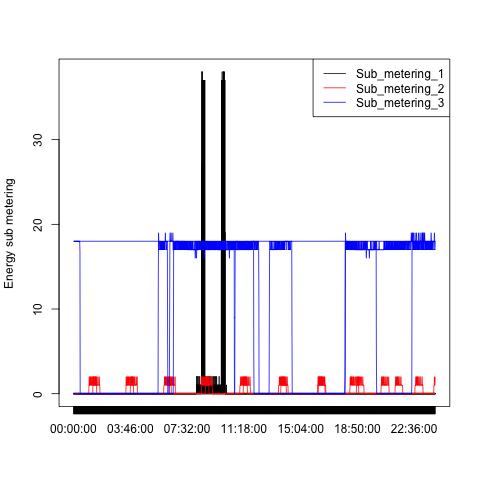 Sub_metering_1
Sub_metering_2
Sub_metering_3
Energy sub metering
30
20
10
0
00:00:00 03:46:00 07:32:00 11:18:00 15:04:00 18:50:00 22:36:00